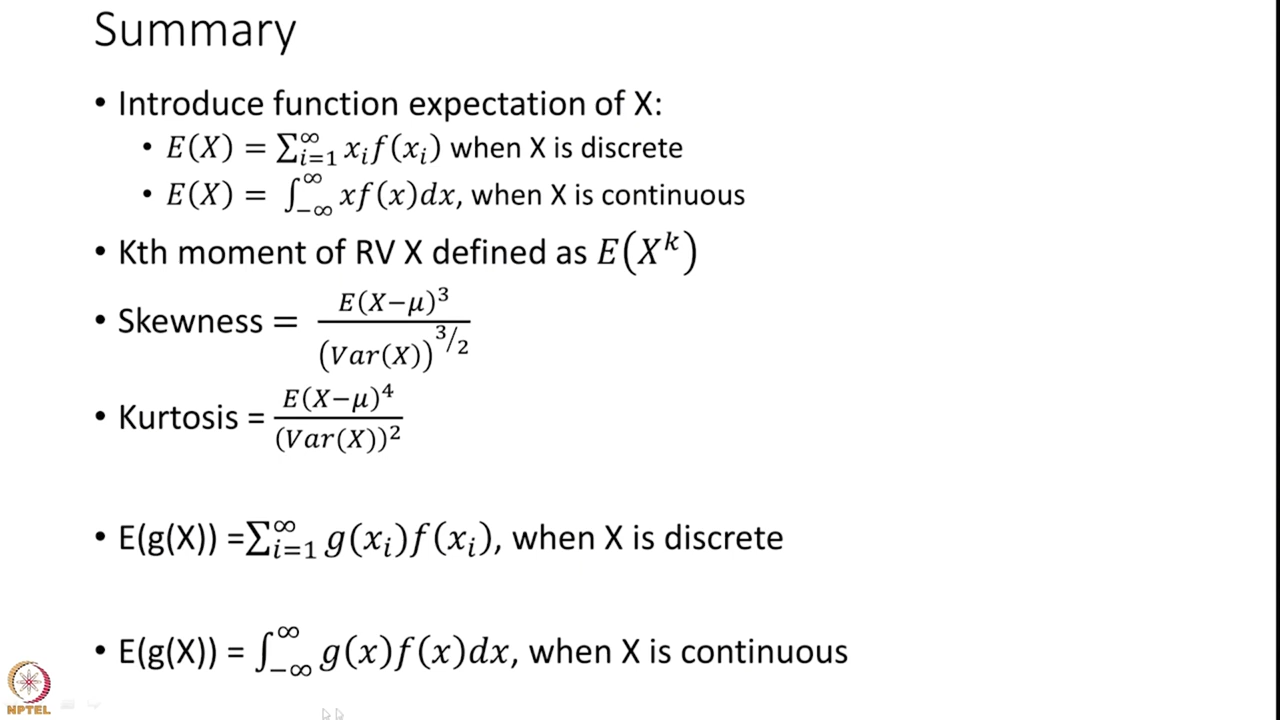 Summary
• Introduce function expectation of X:
• E(X) = ∑_{i=1}^{∞} x_i f(x_i) when X is discrete
• E(X) = ∫_{-∞}^{∞} xf(x)dx, when X is continuous
• Kth moment of RV X defined as E(X^k)
• Skewness = E(X−μ)^3 / (Var(X))^{3/2}
• Kurtosis = E(X−μ)^4 / (Var(X))^2
• E(g(X)) =∑_{i=1}^{∞} g(x_i)f(x_i), when X is discrete
• E(g(X)) = ∫_{-∞}^{∞} g(x)f(x)dx, when X is continuous
NPTEL